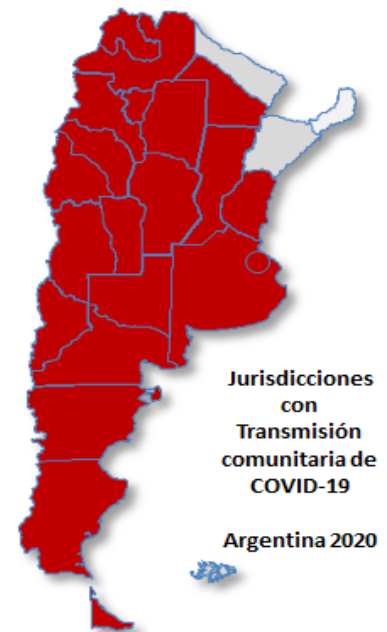 Jurisdicciones
con
Transmisión
comunitaria de
COVID-19
Argentina 2020